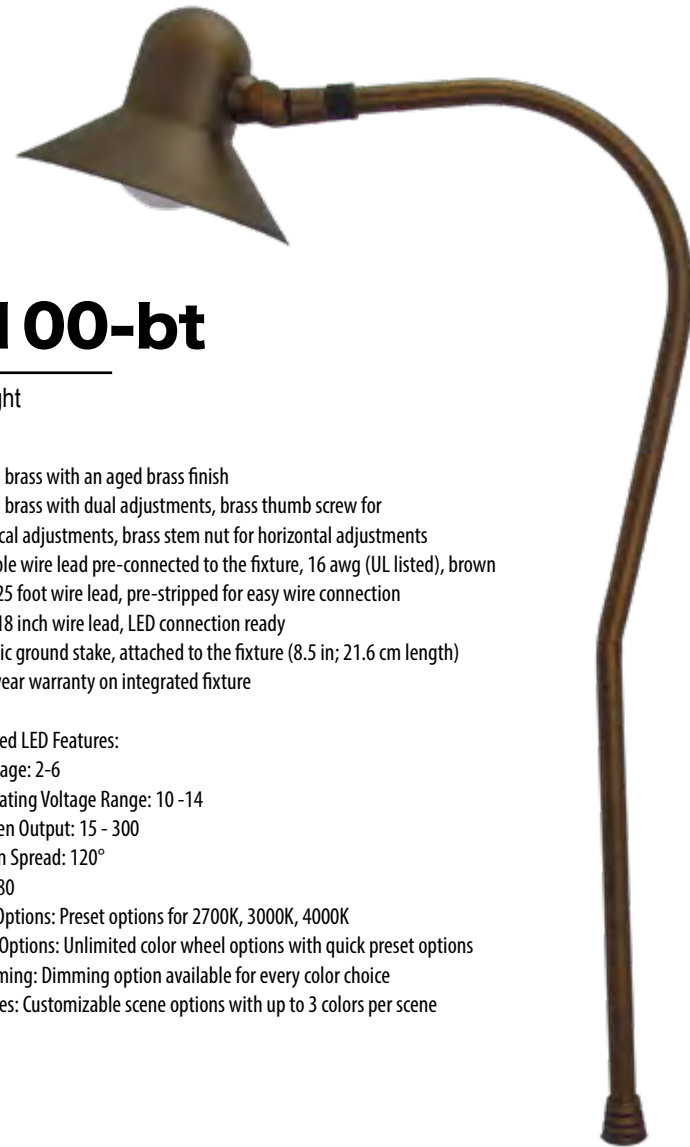 00-bt
ght
brass with an aged brass finish
brass with dual adjustments, brass thumb screw for
cal adjustments, brass stem nut for horizontal adjustments
ple wire lead pre-connected to the fixture, 16 awg (UL listed), brown
25 foot wire lead, pre-stripped for easy wire connection
18 inch wire lead, LED connection ready
ic ground stake, attached to the fixture (8.5 in; 21.6 cm length)
year warranty on integrated fixture
ed LED Features:
age: 2-6
ating Voltage Range: 10 -14
en Output: 15 - 300
n Spread: 120°
80
Options: Preset options for 2700K, 3000K, 4000K
Options: Unlimited color wheel options with quick preset options
ming: Dimming option available for every color choice
es: Customizable scene options with up to 3 colors per scene